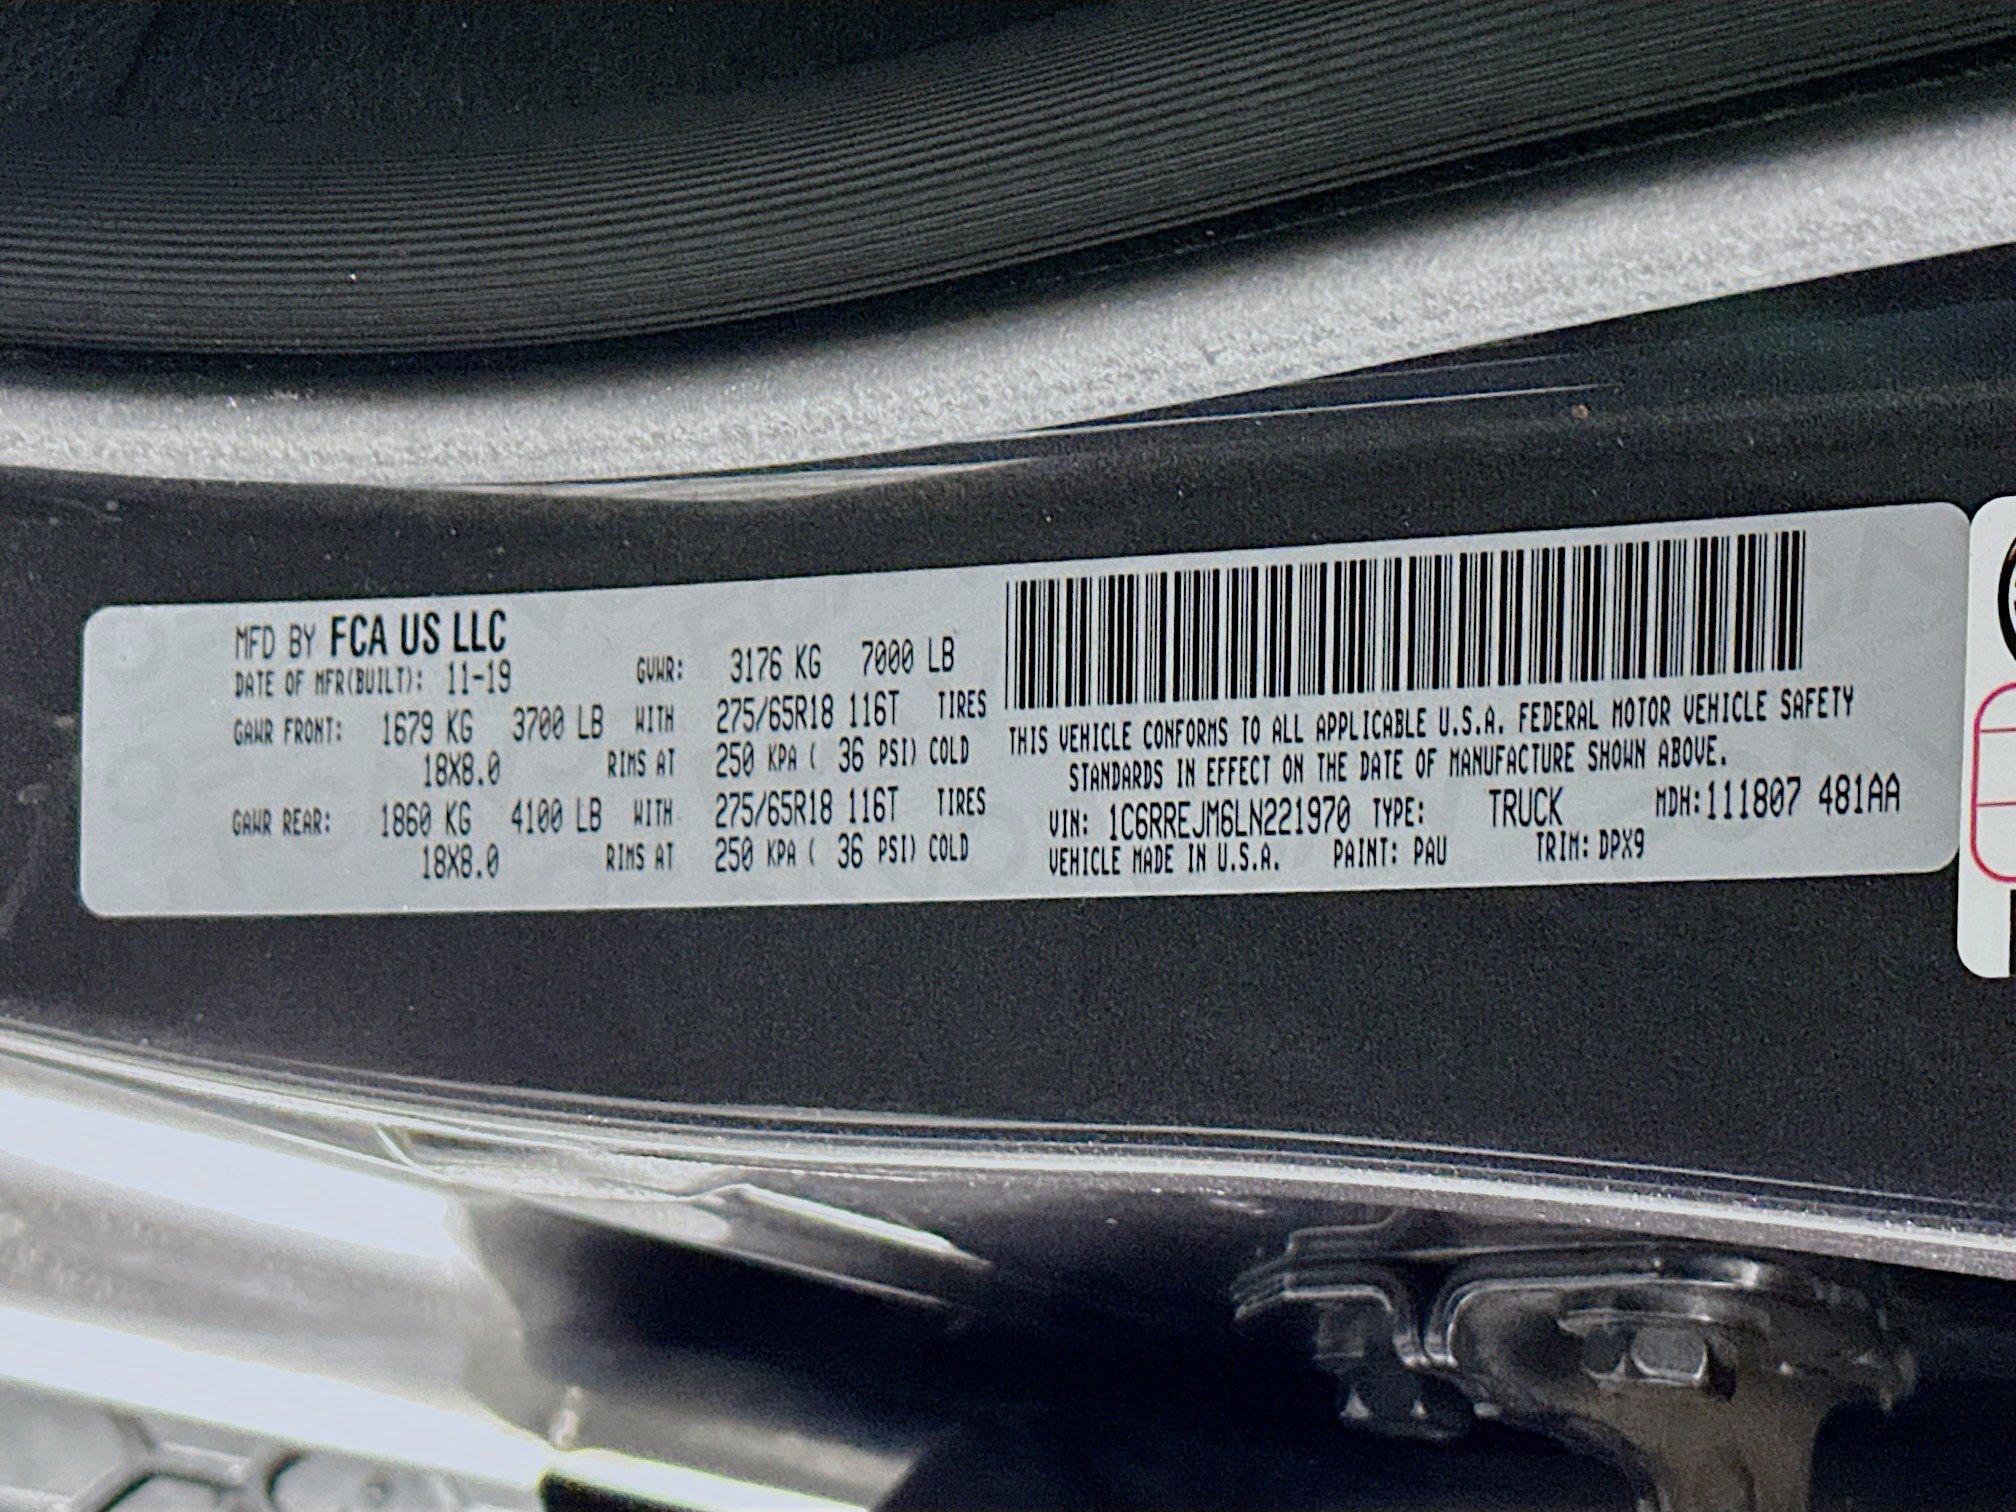 MFD BY FCA US LLC
DATE OF MFR(BUILT): 11-19 GVWR: 3176 KG 7000 LB
GAWR FRONT: 1679 KG 3700 LB WITH 275/65R18 116T TIRES
18X8.0 RIMS AT 250 KPA ( 36 PSI) COLD
GAWR REAR: 1860 KG 4100 LB WITH 275/65R18 116T TIRES
18X8.0 RIMS AT 250 KPA ( 36 PSI) COLD
THIS VEHICLE CONFORMS TO ALL APPLICABLE U.S.A. FEDERAL MOTOR VEHICLE SAFETY
STANDARDS IN EFFECT ON THE DATE OF MANUFACTURE SHOWN ABOVE.
VIN: 1C6RREJM6LN221970 TYPE: TRUCK MDH:111807 481AA
VEHICLE MADE IN U.S.A. PAINT: PAU TRIM: DPX9